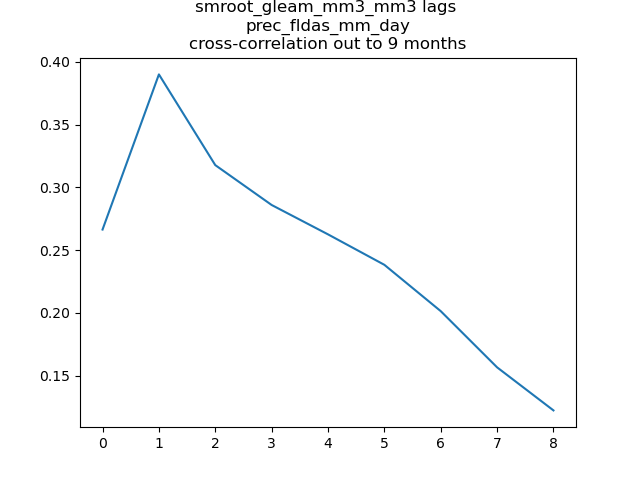 smroot_gleam_mm3_mm3 lags
prec_fldas_mm_day
cross-correlation out to 9 months
0.40
0.35
0.30
0.25
0.20
0.15
0 1 2 3 4 5 6 7 8